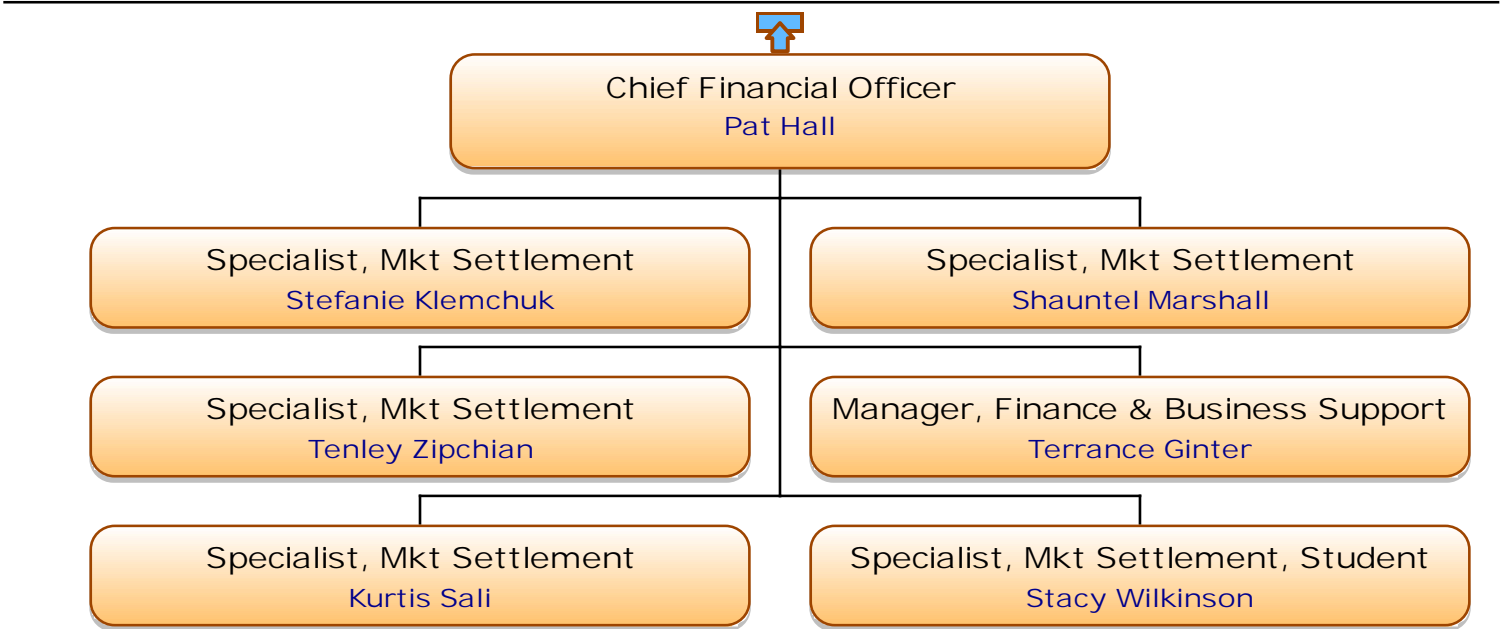 Chief Financial Officer
Pat Hall
Specialist, Mkt Settlement
Stefanie Klemchuk
Specialist, Mkt Settlement
Shauntel Marshall
Specialist, Mkt Settlement
Tenley Zipchian
Manager, Finance & Business Support
Terrance Ginter
Specialist, Mkt Settlement
Kurtis Sali
Specialist, Mkt Settlement, Student
Stacy Wilkinson